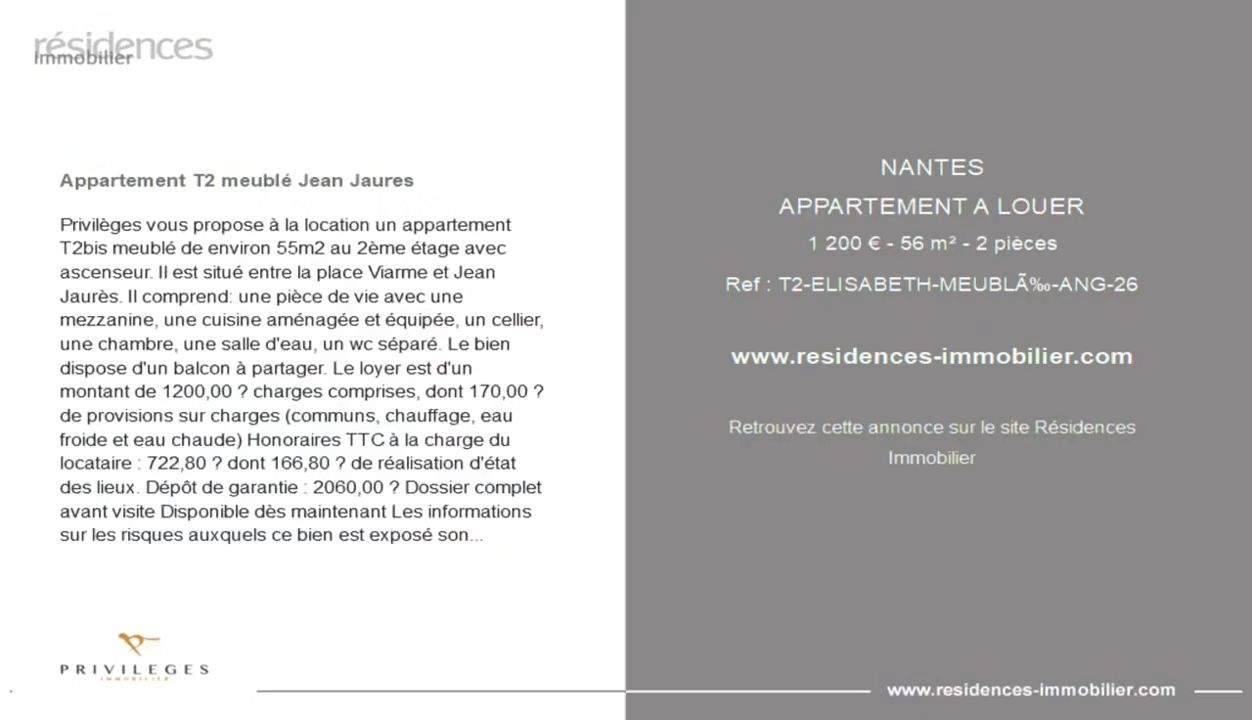 résidences
Immobilier
Appartement T2 meublé Jean Jaures
Privilèges vous propose à la location un appartement
T2bis meublé de environ 55m2 au 2ème étage avec
ascenseur. Il est situé entre la place Viarme et Jean
Jaurès. Il comprend: une pièce de vie avec une
mezzanine, une cuisine aménagée et équipée, un cellier,
une chambre, une salle d'eau, un wc séparé. Le bien
dispose d'un balcon à partager. Le loyer est d'un
montant de 1200,00 ? charges comprises, dont 170,00 ?
de provisions sur charges (communs, chauffage, eau
froide et eau chaude) Honoraires TTC à la charge du
locataire : 722,80 ? dont 166,80 ? de réalisation d'état
des lieux. Dépôt de garantie : 2060,00 ? Dossier complet
avant visite Disponible dès maintenant Les informations
sur les risques auxquels ce bien est exposé son...
PRIVILEGES
IMMOBILIER
NANTES
APPARTEMENT A LOUER
1 200 € - 56 m² - 2 pièces
Ref : T2-ELISABETH-MEUBLÃ‰-ANG-26
www.residences-immobilier.com
Retrouvez cette annonce sur le site Résidences
Immobilier
www.residences-immobilier.com